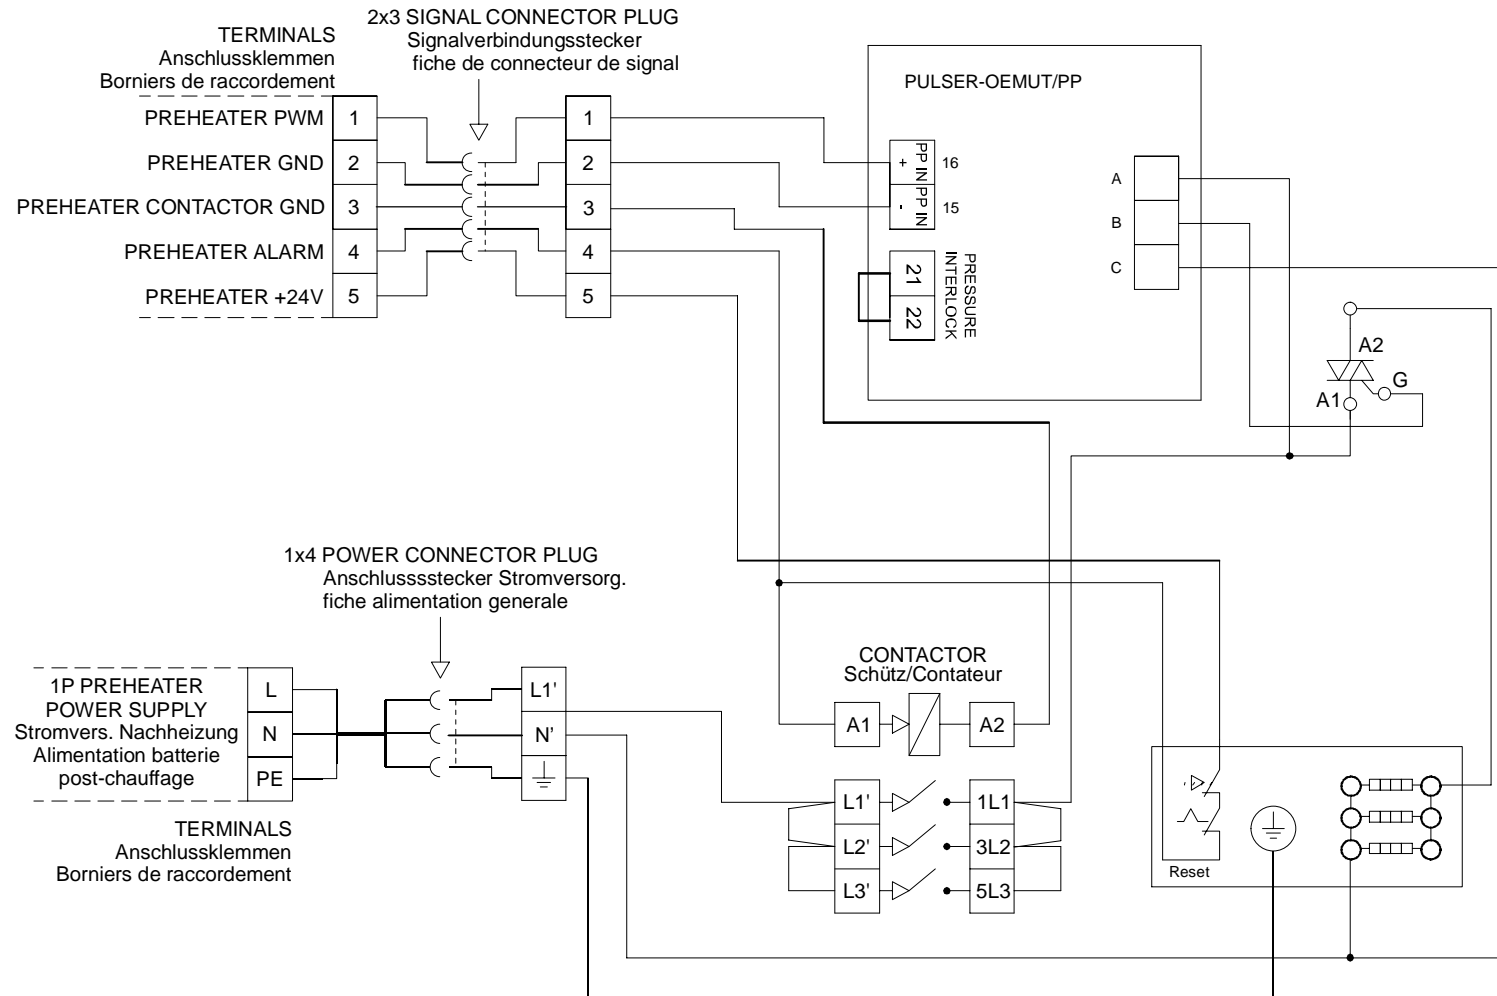 2x3 SIGNAL CONNECTOR PLUG
Signalverbindungsstecker
fiche de connecteur de signal
TERMINALS
Anschlussklemmen
Borniers de raccordement
PREHEATER PWM 1
PREHEATER GND 2
PREHEATER CONTACTOR GND 3
PREHEATER ALARM 4
PREHEATER +24V 5
1
2
3
4
5
PULSER-OEMUT/PP
+ PP IN 16
- PP IN 15
21
22
PRESSURE
INTERLOCK
A
B
C
A2
G
A1
1x4 POWER CONNECTOR PLUG
Anschlusssstecker Stromversorg.
fiche alimentation generale
1P PREHEATER
POWER SUPPLY
Stromvers. Nachheizung
Alimentation batterie
post-chauffage
L
N
PE
L1'
N'
TERMINALS
Anschlussklemmen
Borniers de raccordement
CONTACTOR
Schütz/Contateur
A1 A2
L1' 1L1
L2' 3L2
L3' 5L3
Reset